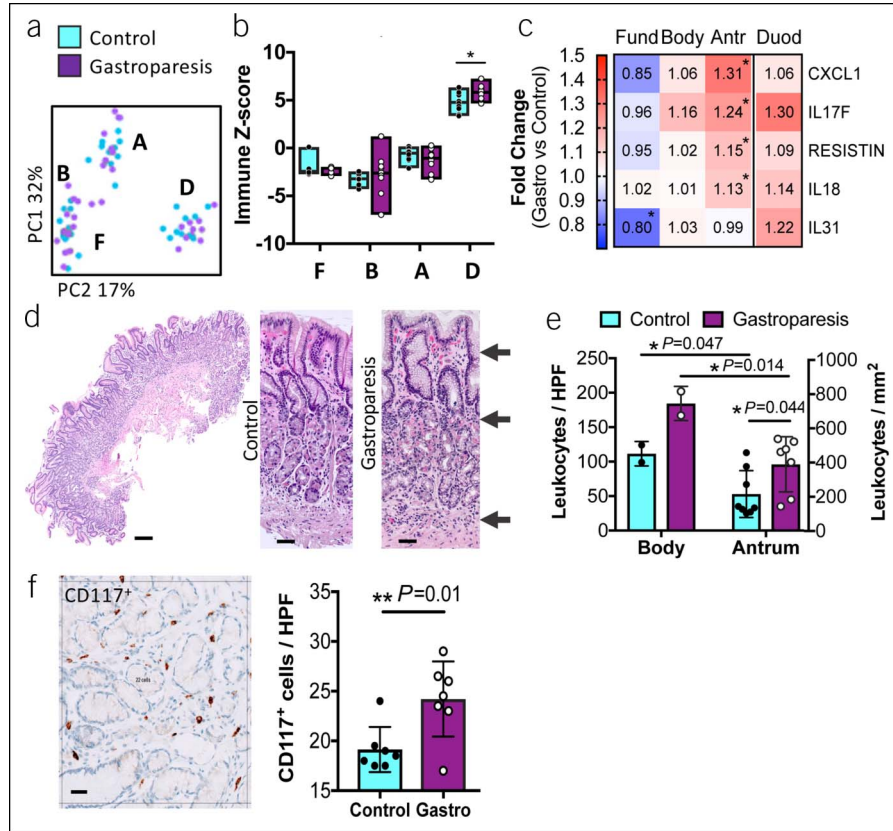 a
Control
Gastroparesis
A
B
D
F
PC1 32%
PC2 17%
b
*
Immune Z-score
10
5
0
-5
-10
F B A D
c
Fold Change
(Gastro vs Control)
1.5
1.4
1.3
1.2
1.1
1.0
0.9
0.8
Fund Body Antr Duod
0.85 1.06 1.31* 1.06 CXCL1
0.96 1.16 1.24* 1.30 IL17F
0.95 1.02 1.15* 1.09 RESISTIN
1.02 1.01 1.13* 1.14 IL18
0.80* 1.03 0.99 1.22 IL31
d
Control
Gastroparesis
e
Control Gastroparesis
* P=0.047
* P=0.014
* P=0.044
Leukocytes / HPF
250
200
150
100
50
0
Leukocytes / mm²
1000
800
600
400
200
0
Body Antrum
f
CD117+
22 cells
** P=0.01
CD117+ cells / HPF
35
30
25
20
15
Control Gastro